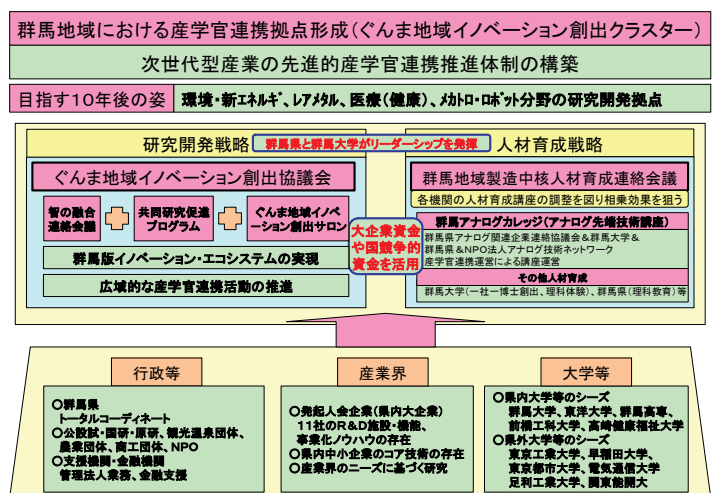 群馬地域における産学官連携拠点形成（ぐんま地域イノベーション創出クラスター）
次世代型産業の先進的産学官連携推進体制の構築
目指す１０年後の姿
環境・新エネルギ、レアメタル、医療（健康）、メカトロ・ロボット分野の研究開発拠点
研究開発戦略
群馬県と群馬大学がリーダーシップを発揮
人材育成戦略
ぐんま地域イノベーション創出協議会
智の融合
連絡会議
共同研究促進
プログラム
ぐんま地域イノベ
ーション創出サロン
群馬版イノベーション・エコシステムの実現
広域的な産学官連携活動の推進
大企業資金
や国競争的
資金を活用
群馬地域製造中核人材育成連絡会議
各機関の人材育成講座の調整を図り相乗効果を狙う
群馬アナログカレッジ（アナログ先端技術講座）
群馬県アナログ関連企業連絡協議会＆群馬大学＆
群馬県＆NPO法人アナログ技術ネットワーク
産学官連携運営による講座運営
その他人材育成
群馬大学（一社一博士創出、理科体験）、群馬県（理科教育）等
行政等
○群馬県
トータルコーディネート
○公設試・国研・原研、観光温泉団体、
農業団体、商工団体、NPO
○支援機関・金融機関
管理法人業務、金融支援
産業界
○発起人会企業（県内大企業）
１１社のR＆D施設・機能、
事業化ノウハウの存在
○県内中小企業のコア技術の存在
○産業界のニーズに基づく研究
大学等
○県内大学等のシーズ
群馬大学、東洋大学、群馬高専、
前橋工科大学、高崎健康福祉大学
○県外大学等のシーズ
東京工業大学、早稲田大学、
東京都市大学、電気通信大学
足利工業大学、関東能開大